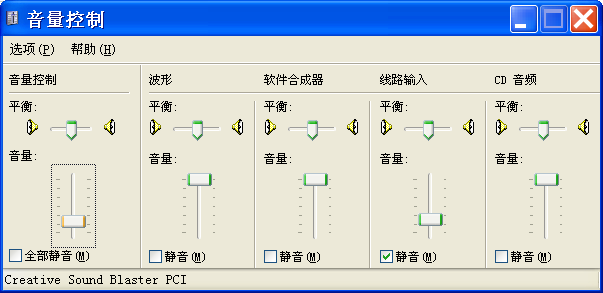 音量控制
选项(P) 帮助(H)
音量控制 波形 软件合成器 线路输入 CD 音频
平衡: 平衡: 平衡: 平衡: 平衡:
音量: 音量: 音量: 音量: 音量:
全部静音(M) 静音(M) 静音(M) 静音(M) 静音(M)
Creative Sound Blaster PCI